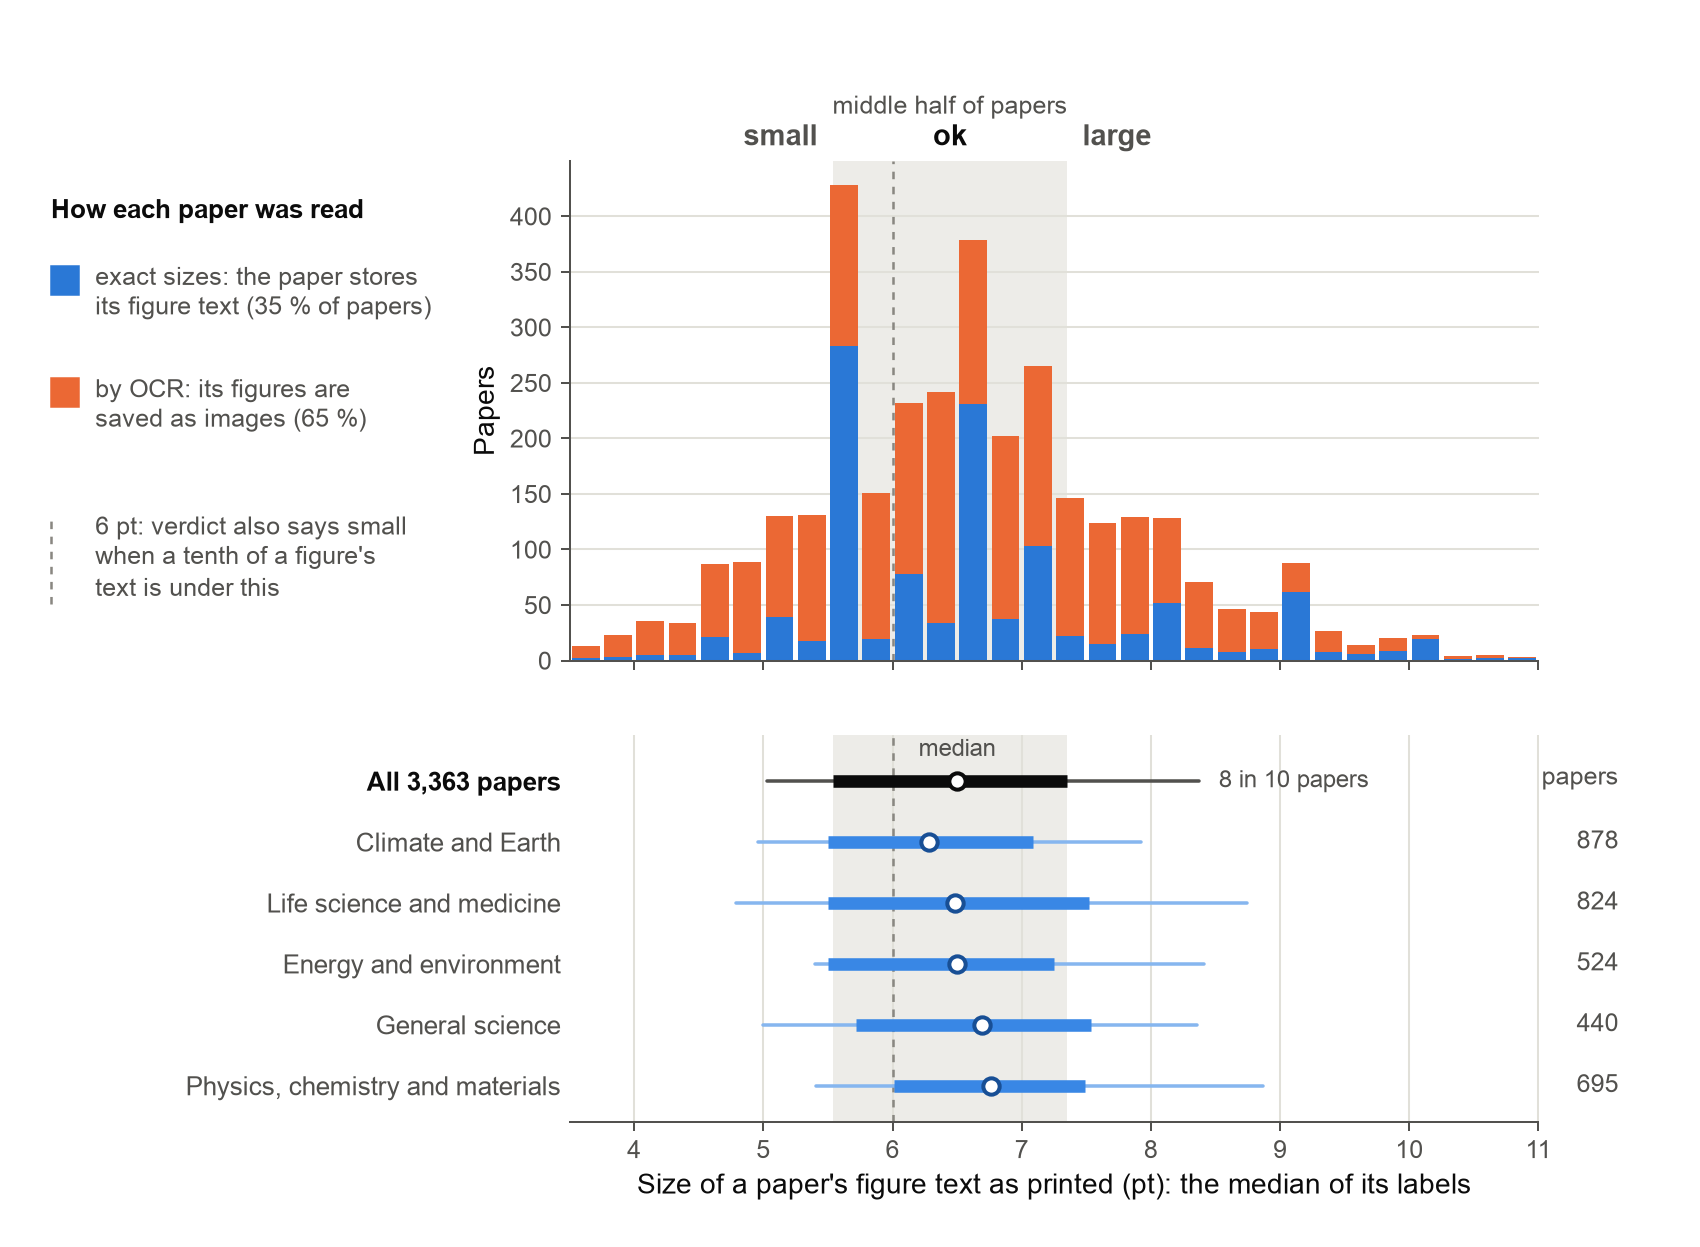 middle half of papers
small ok large
How each paper was read
exact sizes: the paper stores
its figure text (35 % of papers)
by OCR: its figures are
saved as images (65 %)
6 pt: verdict also says small
when a tenth of a figure's
text is under this
Papers
400
350
300
250
200
150
100
50
0
median
All 3,363 papers 8 in 10 papers papers
Climate and Earth 878
Life science and medicine 824
Energy and environment 524
General science 440
Physics, chemistry and materials 695
4 5 6 7 8 9 10 11
Size of a paper's figure text as printed (pt): the median of its labels